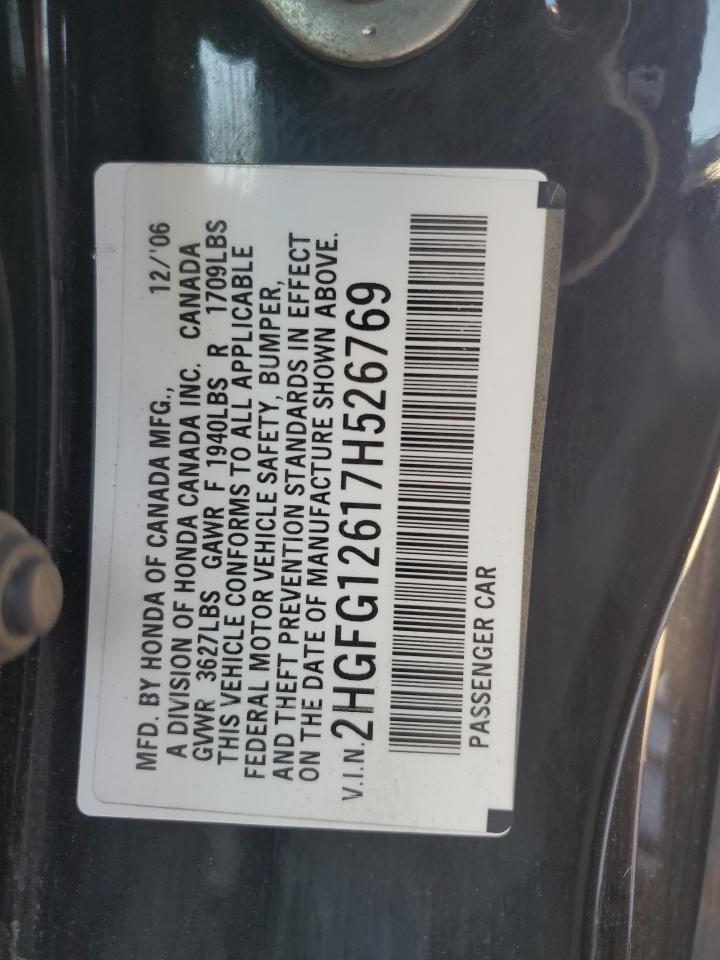 MFD. BY HONDA OF CANADA MFG., 12/'06
A DIVISION OF HONDA CANADA INC. CANADA
GVWR 3627LBS GAWR F 1940LBS R 1709LBS
THIS VEHICLE CONFORMS TO ALL APPLICABLE
FEDERAL MOTOR VEHICLE SAFETY, BUMPER,
AND THEFT PREVENTION STANDARDS IN EFFECT
ON THE DATE OF MANUFACTURE SHOWN ABOVE.
V.I.N. 2HGFG12617H526769
PASSENGER CAR